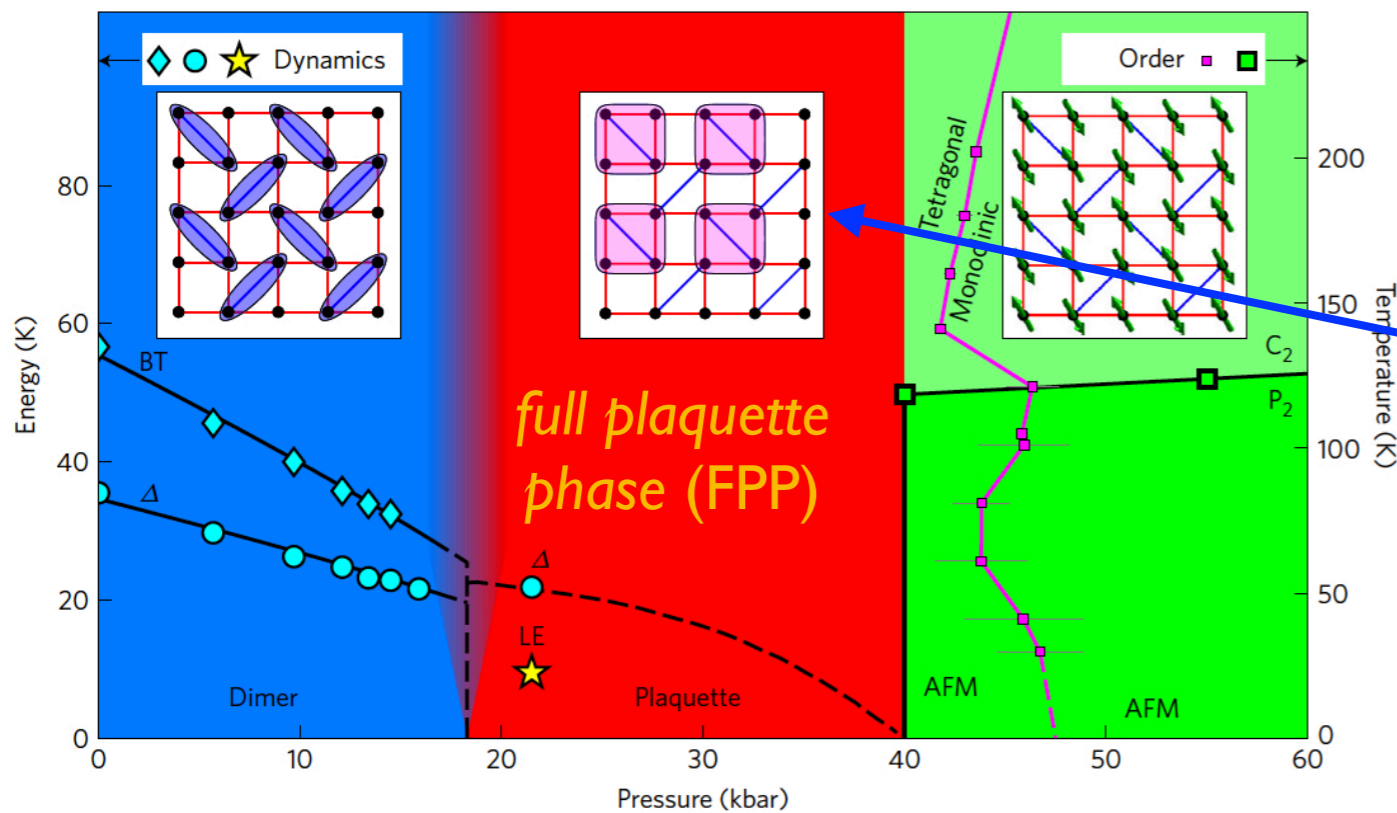 Dynamics
Order
Tetragonal
Monoclinic
80
200
60
150
BT
C2
P2
full plaquette
phase (FPP)
40
100
Δ
Δ
20
50
LE
Dimer
Plaquette
AFM
AFM
0
0
0
10
20
30
40
50
60
Energy (K)
Temperature (K)
Pressure (kbar)